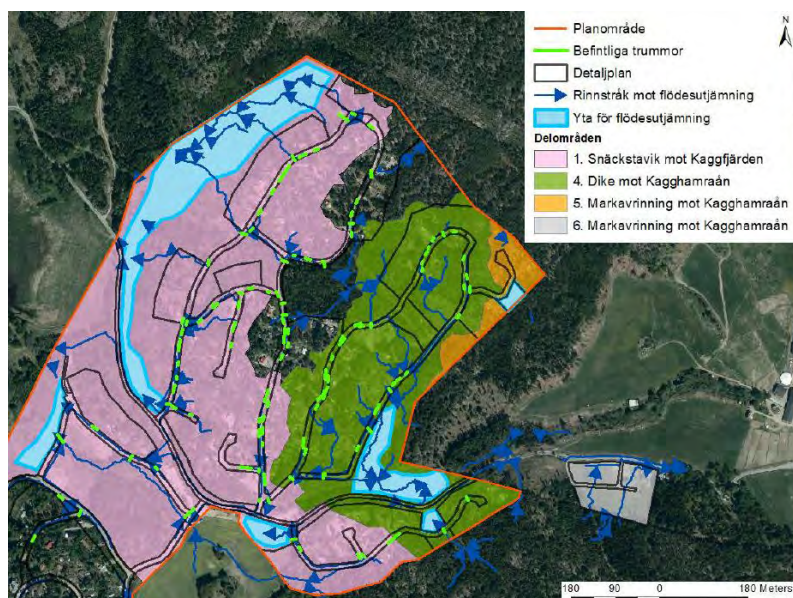 N
Planområde
Befintliga trummor
Detaljplan
Rinnstråk mot flödesutjämning
Yta för flödesutjämning
Delområden
1. Snäckstavik mot Kaggfjärden
4. Dike mot Kagghamraån
5. Markavrinning mot Kagghamraån
6. Markavrinning mot Kagghamraån
180 90 0 180 Meters